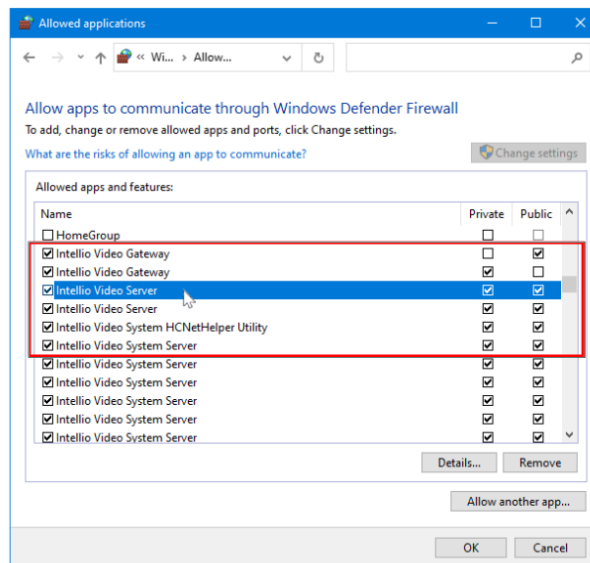 Allowed applications
« Wi... › Allow...
Allow apps to communicate through Windows Defender Firewall
To add, change or remove allowed apps and ports, click Change settings.
What are the risks of allowing an app to communicate?
Change settings
Allowed apps and features:
Name Private Public
HomeGroup
Intellio Video Gateway
Intellio Video Gateway
Intellio Video Server
Intellio Video Server
Intellio Video System HCNetHelper Utility
Intellio Video System Server
Intellio Video System Server
Intellio Video System Server
Intellio Video System Server
Intellio Video System Server
Intellio Video System Server
Details... Remove
Allow another app...
OK Cancel